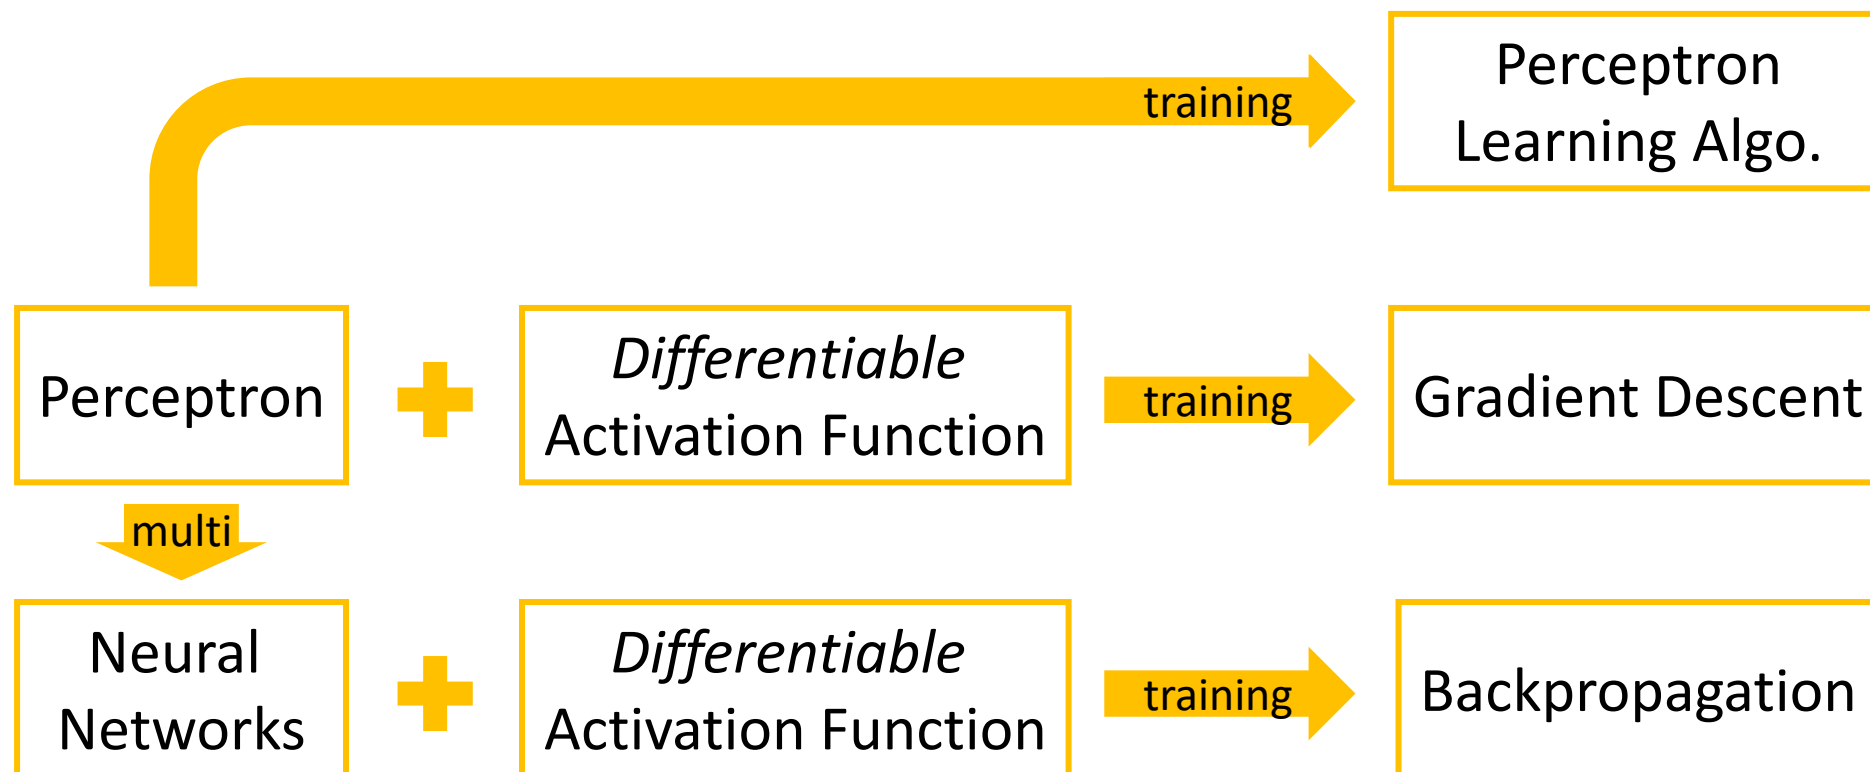 training
Perceptron
Learning Algo.
Perceptron
Differentiable
Activation Function
training
Gradient Descent
multi
Neural
Networks
Differentiable
Activation Function
training
Backpropagation